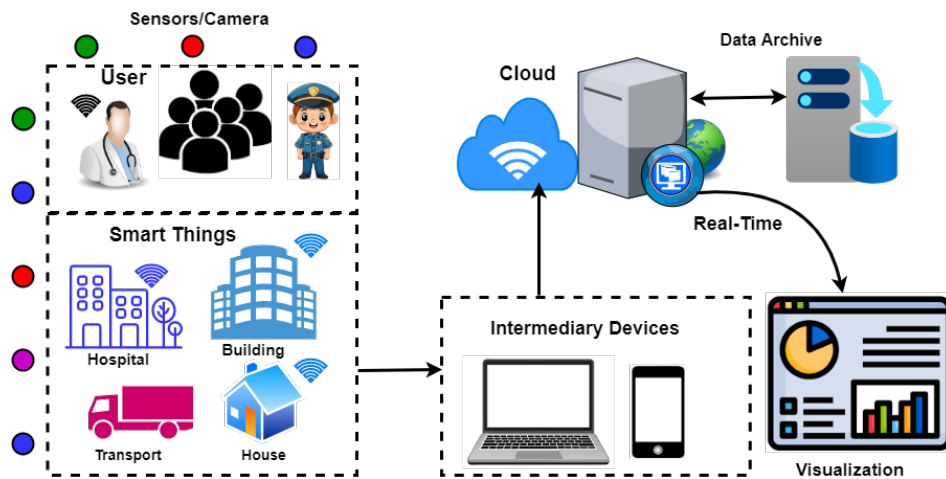 Sensors/Camera
User
Smart Things
Hospital
Building
Transport
House
Cloud
Data Archive
Real-Time
Intermediary Devices
Visualization